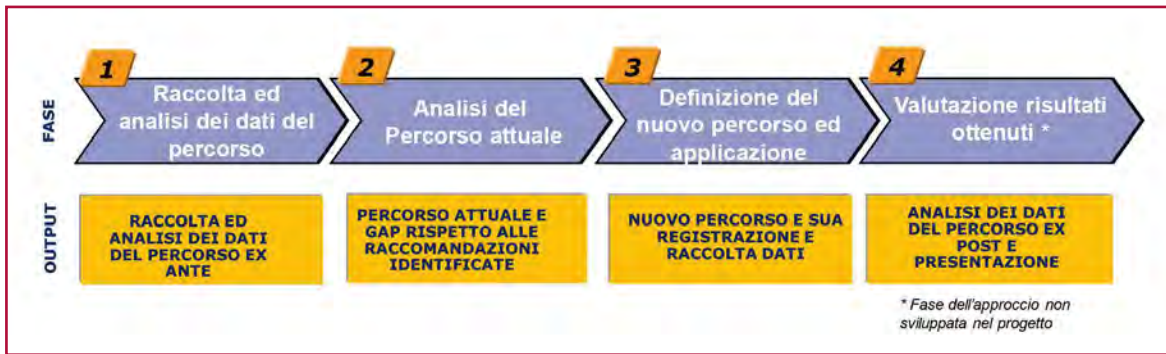 FASE
1
Raccolta ed
analisi dei dati del
percorso
2
Analisi del
Percorso attuale
3
Definizione del
nuovo percorso ed
applicazione
4
Valutazione risultati
ottenuti *
OUTPUT
RACCOLTA ED
ANALISI DEI DATI
DEL PERCORSO EX
ANTE
PERCORSO ATTUALE E
GAP RISPETTO ALLE
RACCOMANDAZIONI
IDENTIFICATE
NUOVO PERCORSO E SUA
REGISTRAZIONE E
RACCOLTA DATI
ANALISI DEI DATI
DEL PERCORSO EX
POST E
PRESENTAZIONE
* Fase dell'approccio non
sviluppata nel progetto